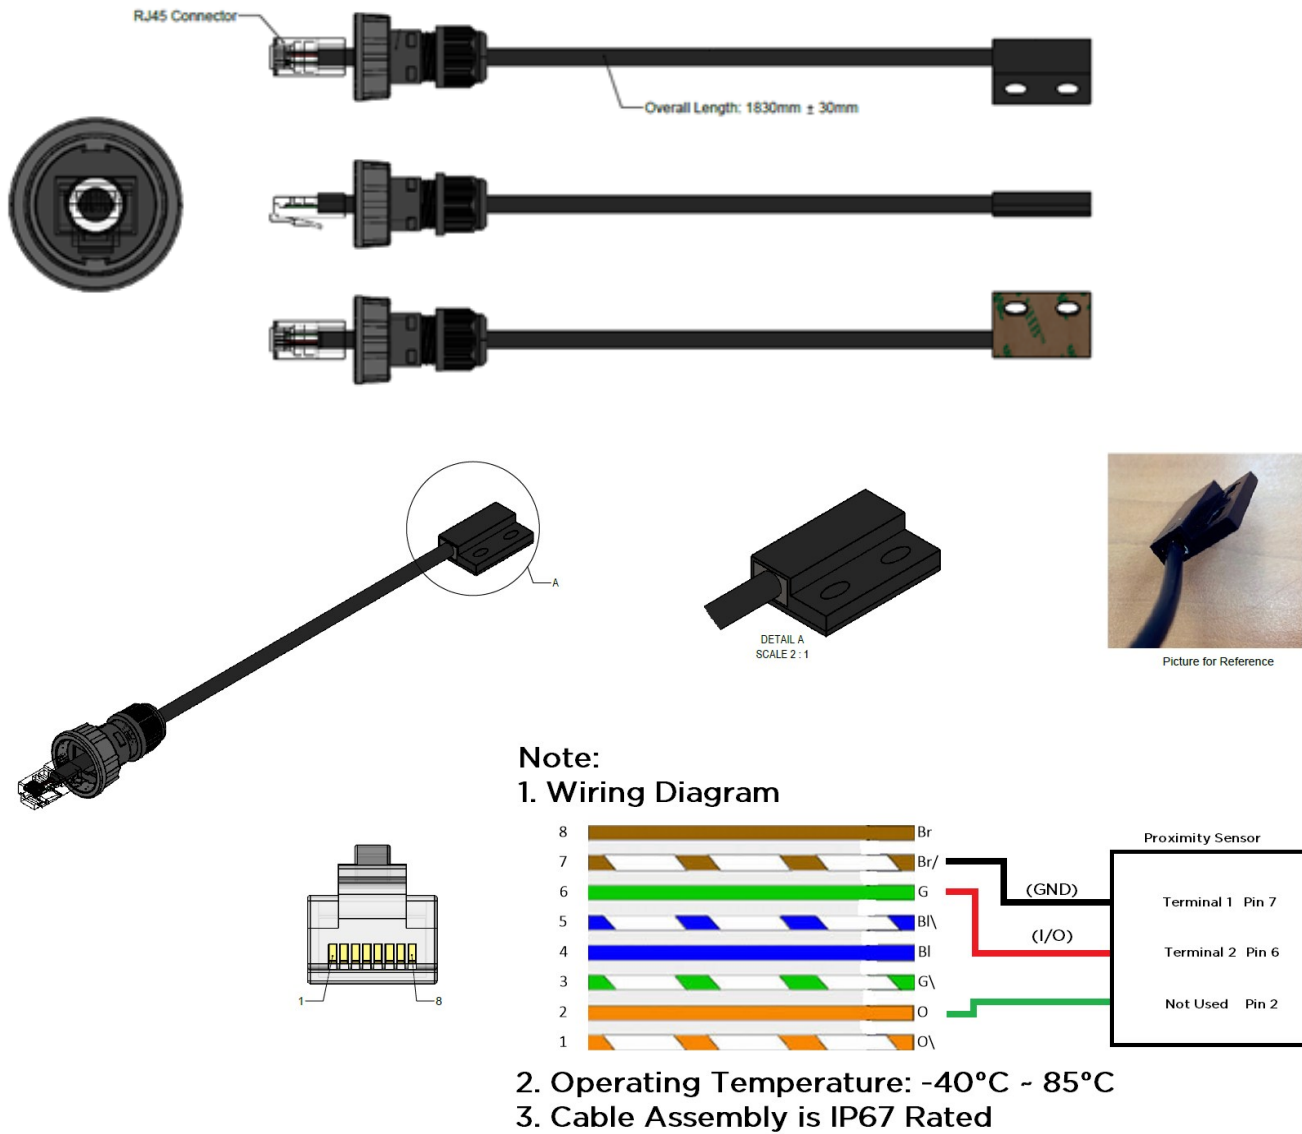 RJ45 Connector
Overall Length: 1830mm ± 30mm
A
DETAIL A
SCALE 2 : 1
Picture for Reference
Note:
1. Wiring Diagram
8 Br
7 Br/
6 G
5 Bl\
4 Bl
3 G\
2 O
1 O\
(GND)
(I/O)
Proximity Sensor
Terminal 1 Pin 7
Terminal 2 Pin 6
Not Used Pin 2
1
8
2. Operating Temperature: -40°C ~ 85°C
3. Cable Assembly is IP67 Rated